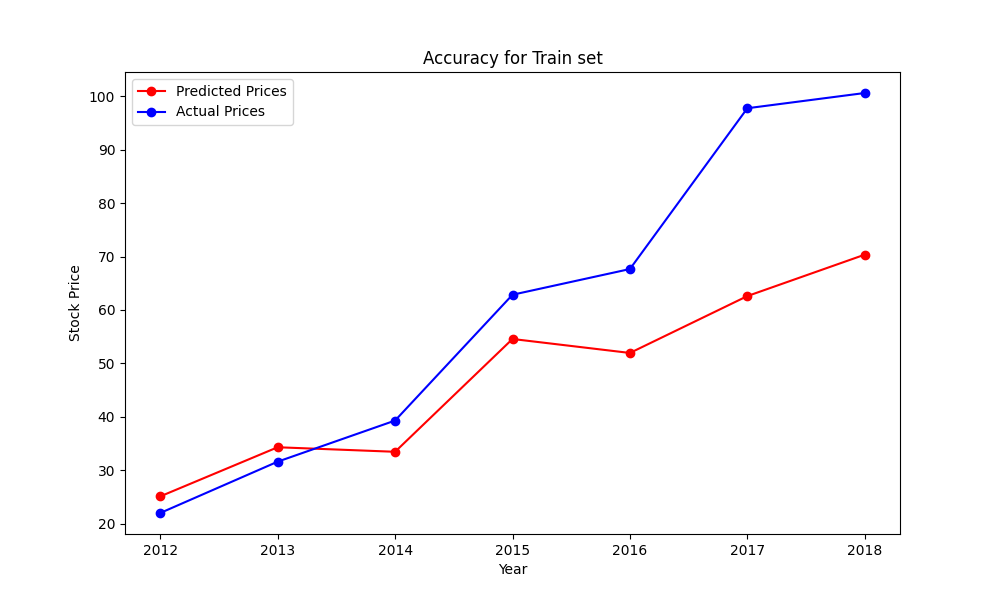 Accuracy for Train set
Predicted Prices
Actual Prices
100
90
80
70
60
50
40
30
20
Stock Price
2012 2013 2014 2015 2016 2017 2018
Year